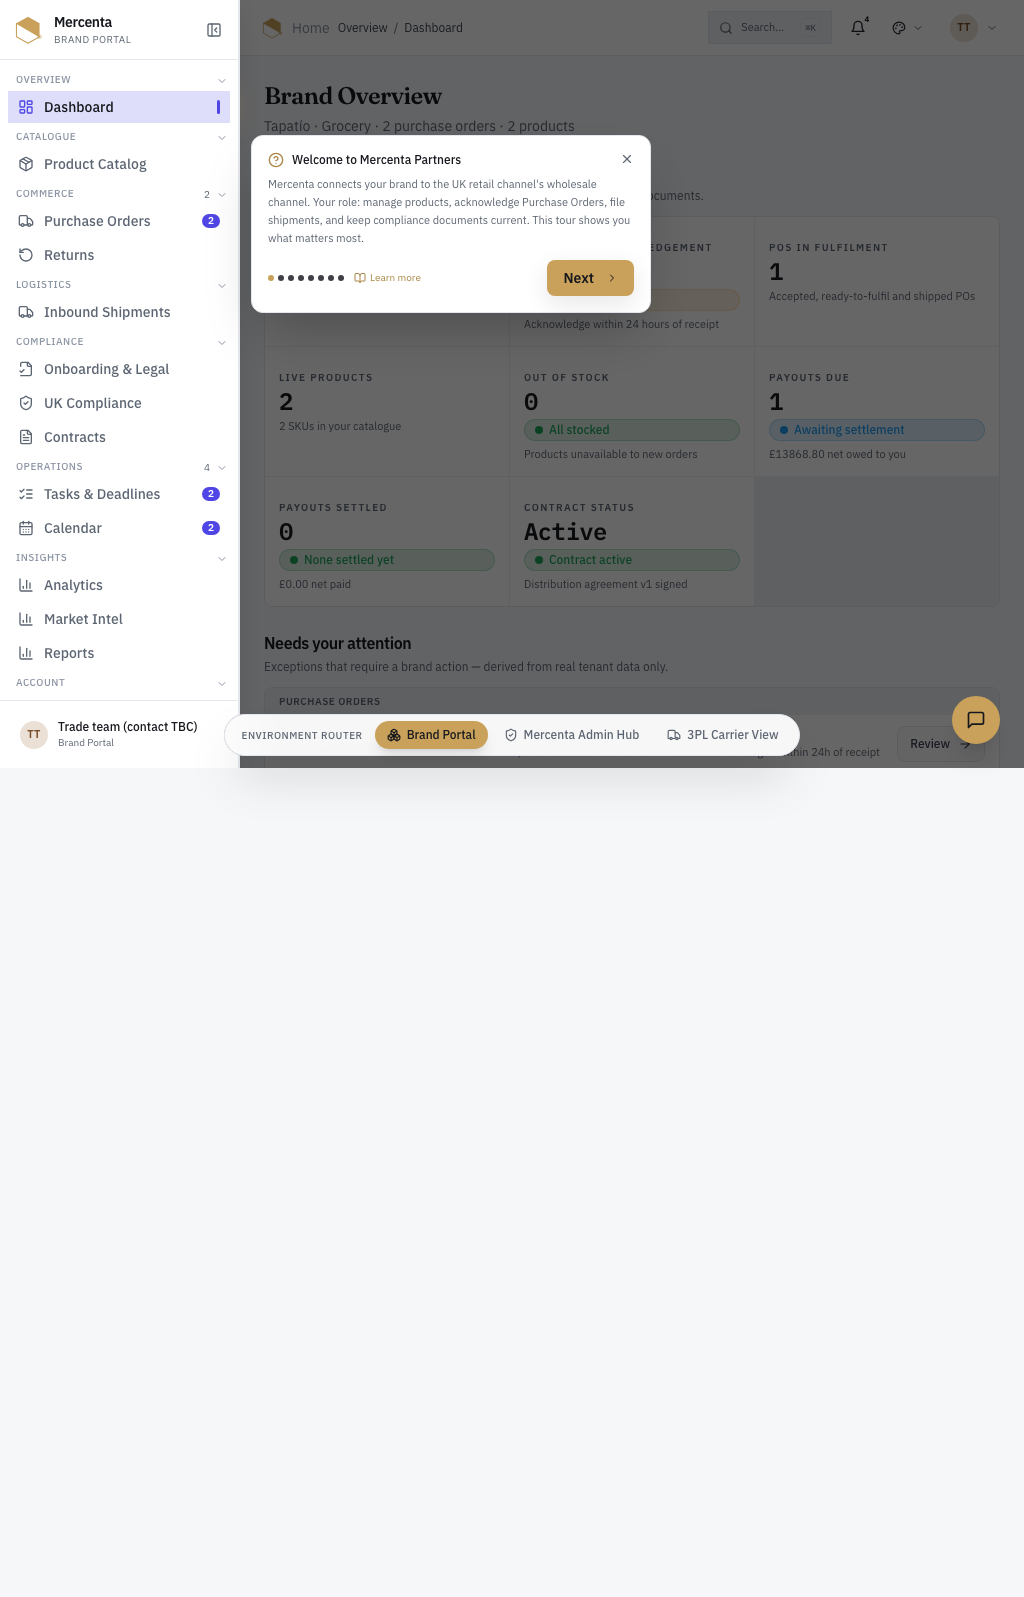 Mercenta
BRAND PORTAL
OVERVIEW
Dashboard
CATALOGUE
Product Catalog
COMMERCE 2
Purchase Orders 2
Returns
LOGISTICS
Inbound Shipments
COMPLIANCE
Onboarding & Legal
UK Compliance
Contracts
OPERATIONS 4
Tasks & Deadlines 2
Calendar 2
INSIGHTS
Analytics
Market Intel
Reports
ACCOUNT
TT Trade team (contact TBC)
Brand Portal
Home Overview / Dashboard
Search... ⌘K
4
TT
Brand Overview
Tapatío · Grocery · 2 purchase orders · 2 products
Welcome to Mercenta Partners
Mercenta connects your brand to the UK retail channel's wholesale
channel. Your role: manage products, acknowledge Purchase Orders, file
shipments, and keep compliance documents current. This tour shows you
what matters most.
Learn more
Next
Acknowledge within 24 hours of receipt
POS IN FULFILMENT
1
Accepted, ready-to-fulfil and shipped POs
LIVE PRODUCTS
2
2 SKUs in your catalogue
OUT OF STOCK
0
All stocked
Products unavailable to new orders
PAYOUTS DUE
1
Awaiting settlement
£13868.80 net owed to you
PAYOUTS SETTLED
0
None settled yet
£0.00 net paid
CONTRACT STATUS
Active
Contract active
Distribution agreement v1 signed
Needs your attention
Exceptions that require a brand action — derived from real tenant data only.
PURCHASE ORDERS
24h of receipt
Review
ENVIRONMENT ROUTER
Brand Portal
Mercenta Admin Hub
3PL Carrier View